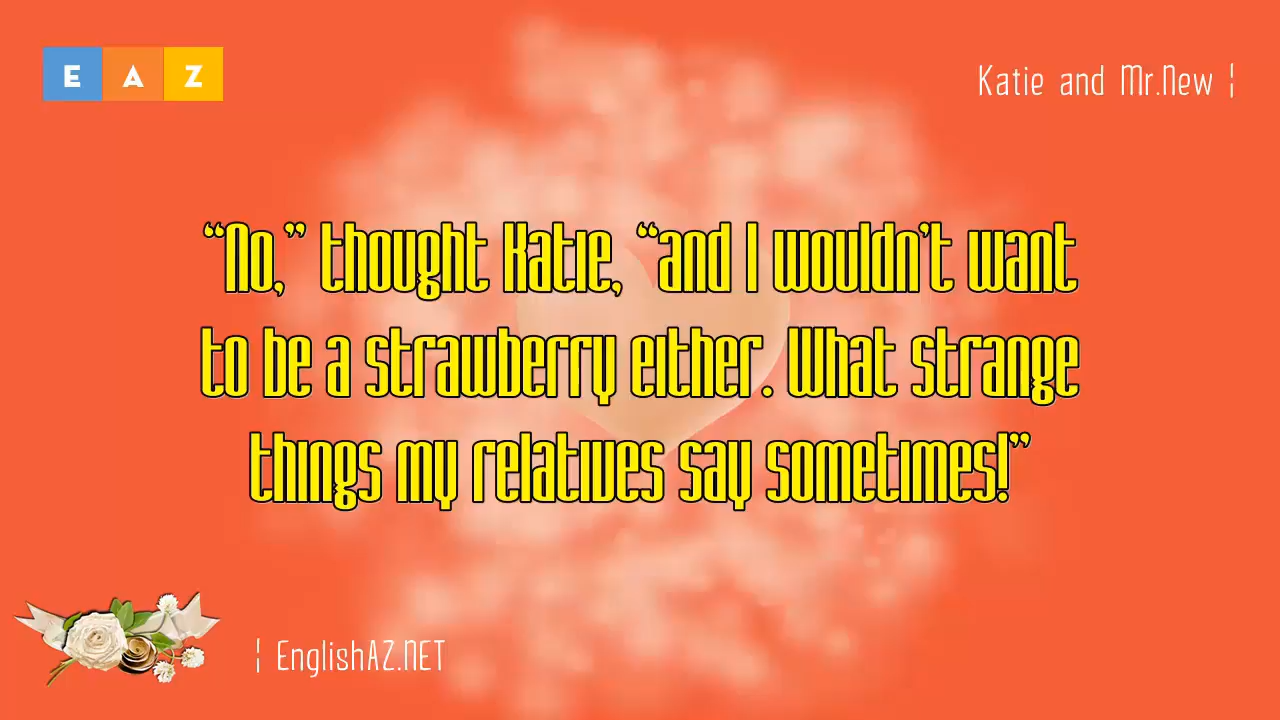 E A Z
Katie and Mr.New ¦
“No,” thought Katie, “and I wouldn’t want
to be a strawberry either. What strange
things my relatives say sometimes!”
¦ EnglishAZ.NET